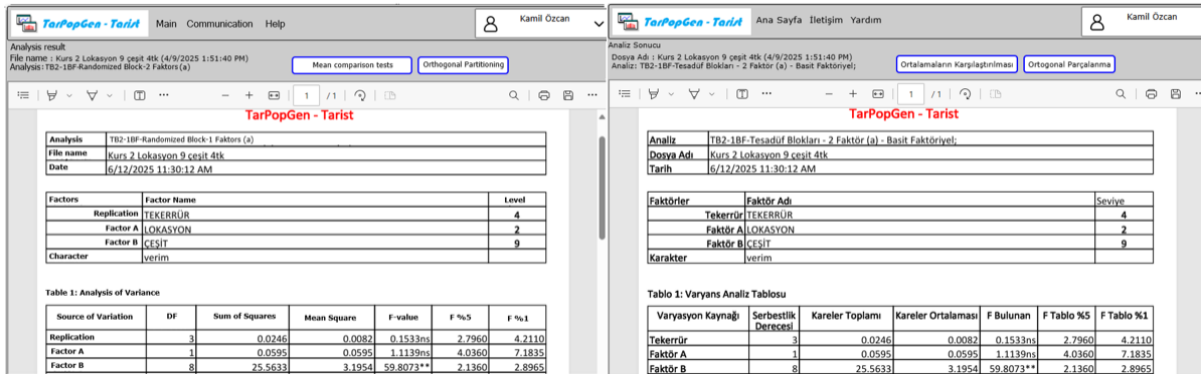 TarPopGen - Tarist Main Communication Help Kamil Özcan
Analysis result
File name : Kurs 2 Lokasyon 9 çeşit 4tk (4/9/2025 1:51:40 PM)
Analysis: TB2-1BF-Randomized Block-2 Faktors (a)
Mean comparison tests Orthogonal Partitioning
1 /1
TarPopGen - Tarist
Analysis TB2-1BF-Randomized Block-1 Faktors (a)
File name Kurs 2 Lokasyon 9 çeşit 4tk
Date 6/12/2025 11:30:12 AM
Factors Factor Name Level
Replication TEKERRÜR 4
Factor A LOKASYON 2
Factor B ÇEŞİT 9
Character verim
Table 1: Analysis of Variance
Source of Variation DF Sum of Squares Mean Square F-value F %5 F %1
Replication 3 0.0246 0.0082 0.1533ns 2.7960 4.2110
Factor A 1 0.0595 0.0595 1.1139ns 4.0360 7.1835
Factor B 8 25.5633 3.1954 59.8073** 2.1360 2.8965
TarPopGen - Tarist Ana Sayfa İletişim Yardım Kamil Özcan
Analiz Sonucu
Dosya Adı : Kurs 2 Lokasyon 9 çeşit 4tk (4/9/2025 1:51:40 PM)
Analiz: TB2-1BF-Tesadüf Blokları - 2 Faktör (a) - Basit Faktöriyel;
Ortalamaların Karşılaştırılması Ortogonal Parçalanma
1 /1
TarPopGen - Tarist
Analiz TB2-1BF-Tesadüf Blokları - 2 Faktör (a) - Basit Faktöriyel;
Dosya Adı Kurs 2 Lokasyon 9 çeşit 4tk
Tarih 6/12/2025 11:30:12 AM
Faktörler Faktör Adı Seviye
Tekerrür TEKERRÜR 4
Faktör A LOKASYON 2
Faktör B ÇEŞİT 9
Karakter verim
Tablo 1: Varyans Analiz Tablosu
Varyasyon Kaynağı Serbestlik Derecesi Kareler Toplamı Kareler Ortalaması F Bulunan F Tablo %5 F Tablo %1
Tekerrür 3 0.0246 0.0082 0.1533ns 2.7960 4.2110
Faktör A 1 0.0595 0.0595 1.1139ns 4.0360 7.1835
Faktör B 8 25.5633 3.1954 59.8073** 2.1360 2.8965